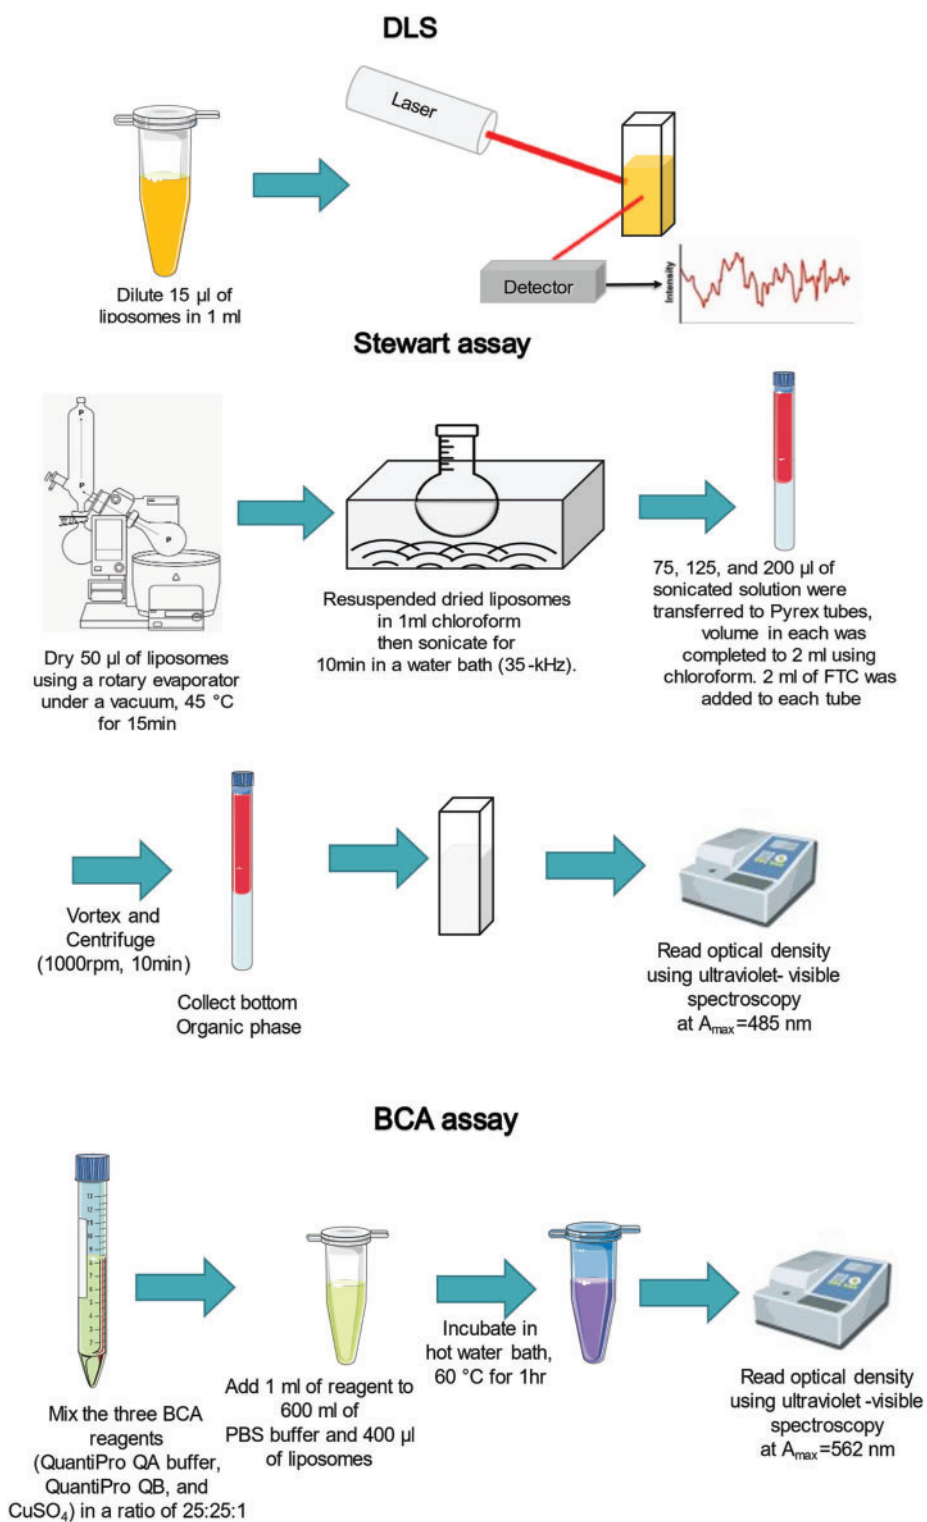 DLS
Laser
Detector
Intensity
Dilute 15 µl of
liposomes in 1 ml
Stewart assay
P
P
Dry 50 µl of liposomes
using a rotary evaporator
under a vacuum, 45 °C
for 15min
Resuspended dried liposomes
in 1ml chloroform
then sonicate for
10min in a water bath (35-kHz).
75, 125, and 200 µl of
sonicated solution were
transferred to Pyrex tubes,
volume in each was
completed to 2 ml using
chloroform. 2 ml of FTC was
added to each tube
Vortex and
Centrifuge
(1000rpm, 10min)
Collect bottom
Organic phase
Read optical density
using ultraviolet- visible
spectroscopy
at Amax=485 nm
BCA assay
Mix the three BCA
reagents
(QuantiPro QA buffer,
QuantiPro QB, and
CuSO4) in a ratio of 25:25:1
Add 1 ml of reagent to
600 ml of
PBS buffer and 400 µl
of liposomes
Incubate in
hot water bath,
60 °C for 1hr
Read optical density
using ultraviolet -visible
spectroscopy
at Amax=562 nm